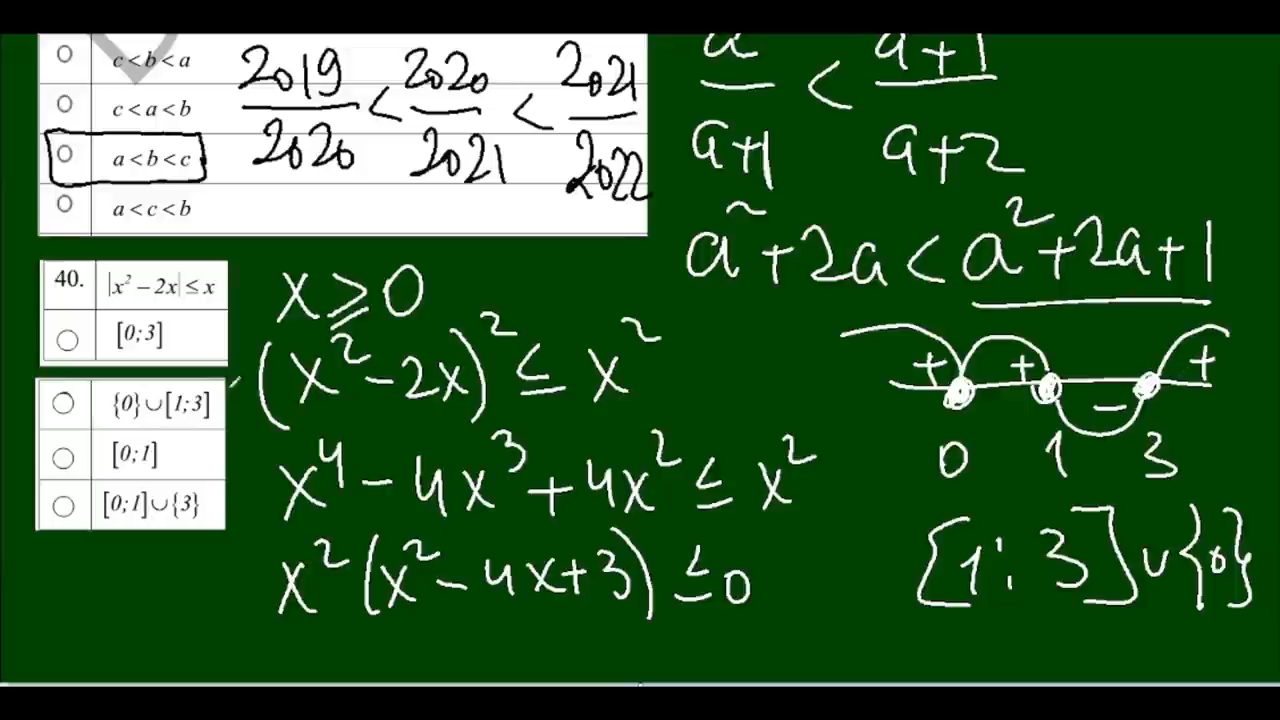 c < b < a
c < a < b
a < b < c
a < c < b
2019/2020 < 2020/2021 < 2021/2022
a/a+1 < a+1/a+2
a² + 2a < a² + 2a + 1
40. |x² − 2x| ≤ x
[0;3]
{0}∪[1;3]
[0;1]
[0;1]∪{3}
x ⩾ 0
(x² − 2x)² ≤ x²
x⁴ − 4x³ + 4x² ≤ x²
x²(x² − 4x + 3) ≤ 0
+ + − +
0 1 3
[1; 3]∪{0}